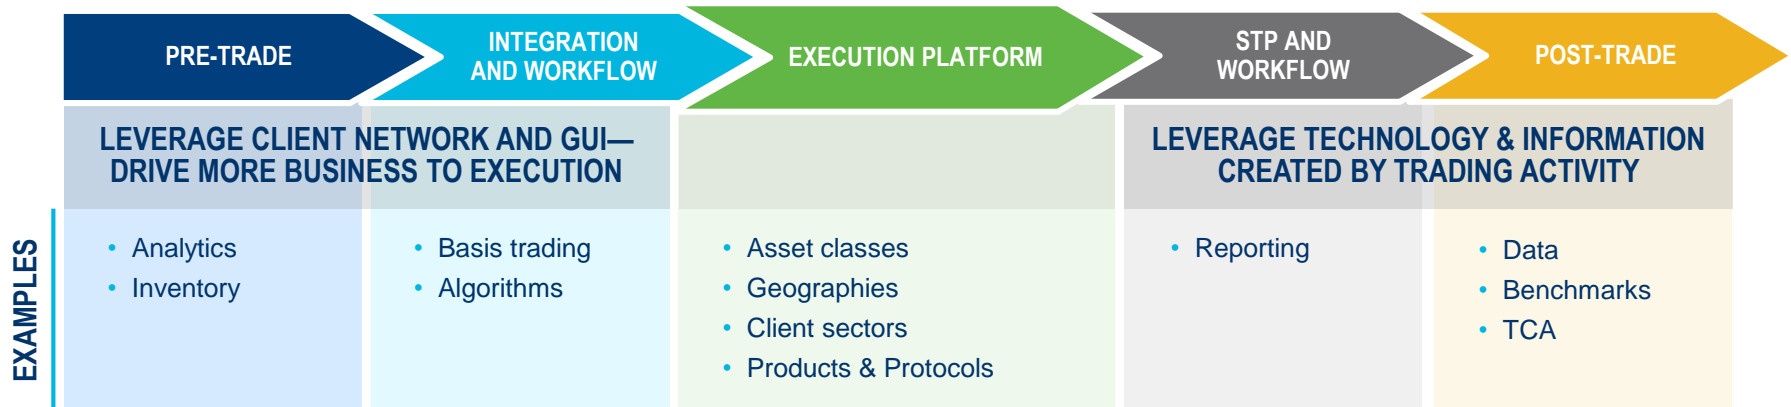 PRE-TRADE
INTEGRATION
AND WORKFLOW
EXECUTION PLATFORM
STP AND
WORKFLOW
POST-TRADE
LEVERAGE CLIENT NETWORK AND GUI—
DRIVE MORE BUSINESS TO EXECUTION
LEVERAGE TECHNOLOGY & INFORMATION
CREATED BY TRADING ACTIVITY
EXAMPLES
• Analytics
• Inventory
• Basis trading
• Algorithms
• Asset classes
• Geographies
• Client sectors
• Products & Protocols
• Reporting
• Data
• Benchmarks
• TCA